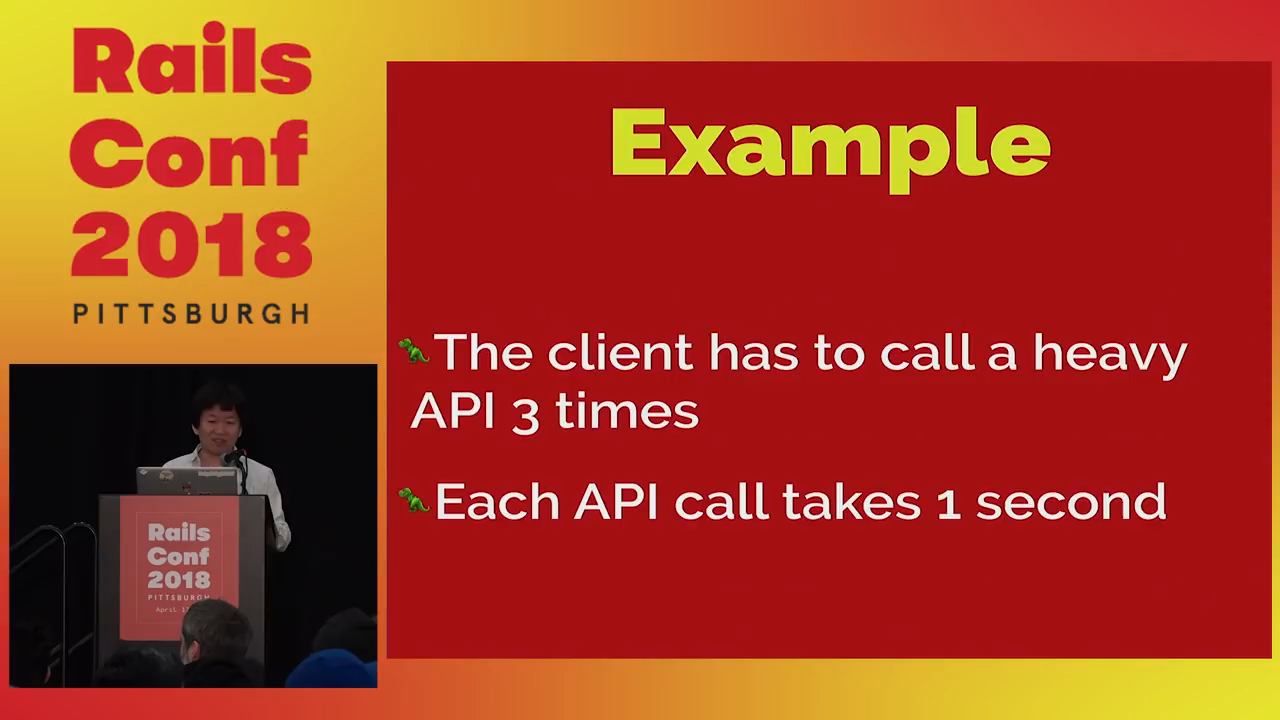 Rails
Conf
2018
PITTSBURGH
Example
The client has to call a heavy
API 3 times
Each API call takes 1 second
Rails
Conf
2018
PITTSBURGH